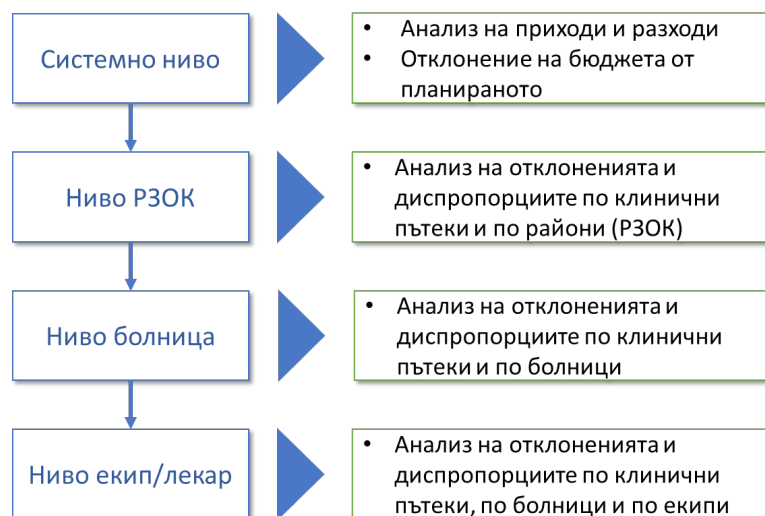 Системно ниво
• Анализ на приходи и разходи
• Отклонение на бюджета от
планираното
Ниво РЗОК
• Анализ на отклоненията и
диспропорциите по клинични
пътеки и по райони (РЗОК)
Ниво болница
• Анализ на отклоненията и
диспропорциите по клинични
пътеки и по болници
Ниво екип/лекар
• Анализ на отклоненията и
диспропорциите по клинични
пътеки, по болници и по екипи